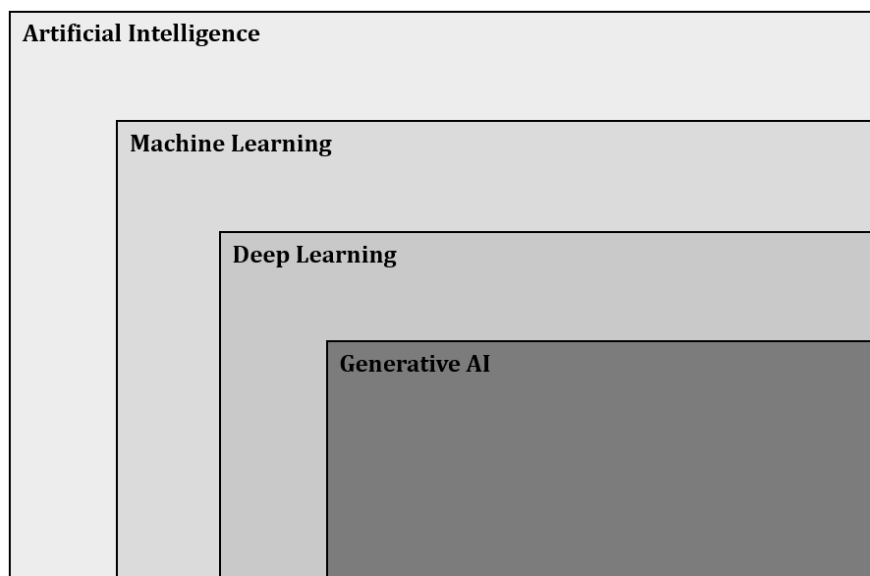 Artificial Intelligence
Machine Learning
Deep Learning
Generative AI